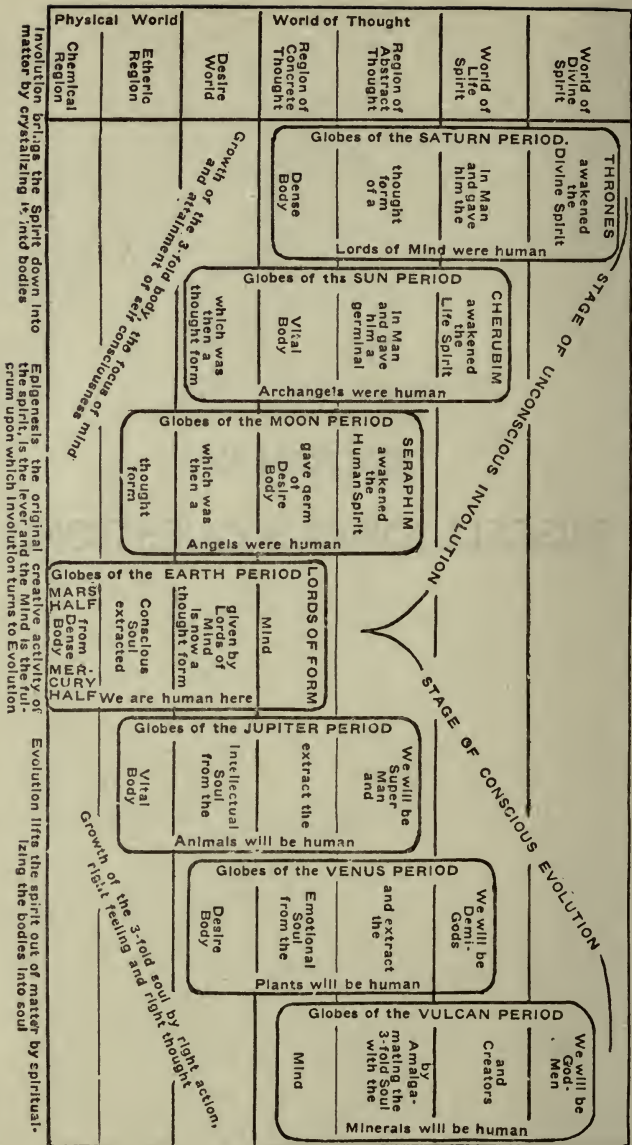 Physical World
World of Thought
Chemical
Region
Etheric
Region
Desire
World
Region of
Concrete
Thought
Region of
Abstract
Thought
World of
Life
Spirit
World of
Divine
Spirit
Globes of the SATURN PERIOD.
THRONES
awakened
the
Divine Spirit
in Man
and gave
him the
thought
form
of a
Dense
Body
Lords of Mind were human
Globes of ths SUN PERIOD
CHERUBIM
awakened
the
Life Spirit
In Man
and gave
him a
germinal
Vital
Body
which was
then a
thought form
Archangels were human
Globes of the MOON PERIOD
SERAPHIM
awakened
the
Human Spirit
gave germ
of
Desire
Body
which was
then a
thought
form
Angels were human
Globes of the EARTH PERIOD
LORDS OF FORM
Mind
given by
Lords of
Mind
is now a
thought form
Conscious
Soul
extracted
MARS
HALF
from
Dense
Body
MER-
CURY
HALF
We are human here
Globes of the JUPITER PERIOD
We will be
Super
Man
and
extract the
Intellectual
Soul
from the
Vital
Body
Animals will be human
Globes of the VENUS PERIOD
We will be
Demi-
Gods
and extract
the
Emotional
Soul
from the
Desire
Body
Plants will be human
Globes of the VULCAN PERIOD
We will be
God-
Men
and
Creators
by
Amalga-
mating the
3-fold Soul
with the
Mind
Minerals will be human
STAGE OF UNCONSCIOUS INVOLUTION
STAGE OF CONSCIOUS EVOLUTION
Growth of the 3-fold body, the focus of mind
and attainment of self consciousness
Growth of the 3-fold soul by right action,
right feeling and right thought
Involution brings the Spirit down into
matter by crystalizing it into bodies
Epigenesis the original creative activity of
the spirit, is the lever and the Mind is the ful-
crum upon which Involution turns to Evolution
Evolution lifts the spirit out of matter by spiritual-
izing the bodies into soul